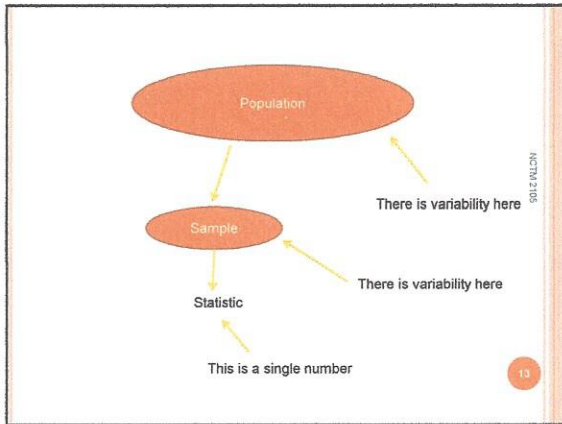 Population
NCTM 2105
There is variability here
Sample
There is variability here
Statistic
This is a single number
13